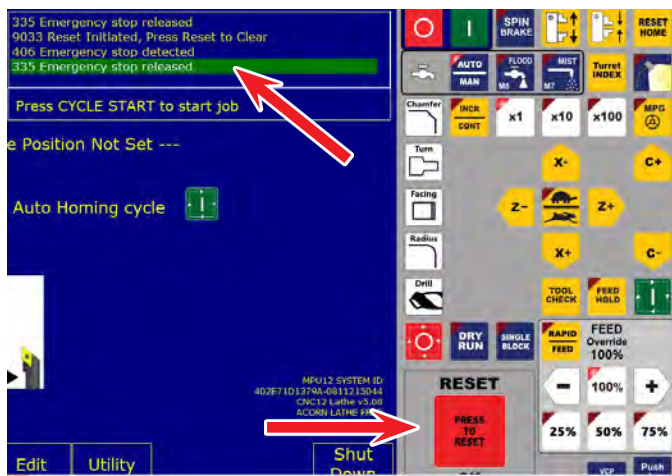 335 Emergency stop released
9033 Reset Initiated, Press Reset to Clear
406 Emergency stop detected
335 Emergency stop released
Press CYCLE START to start job
e Position Not Set ---
Auto Homing cycle
MPU12 SYSTEM ID
CNC12 Lathe v5.08
Edit
Utility
Shut
Down
SPIN
BRAKE
RESET
HOME
AUTO
MAN
FLOOD
M8
MIST
M7
Turret
INDEX
Chamfer
INCR
CONT
x1
x10
x100
MPG
Turn
X-
C+
Facing
Z-
Z+
Radius
X+
C-
Drill
TOOL
CHECK
FEED
HOLD
DRY
RUN
SINGLE
BLOCK
RAPID
FEED
FEED
Override
100%
RESET
PRESS
TO
RESET
-
100%
+
25%
50%
75%
VCP
Push